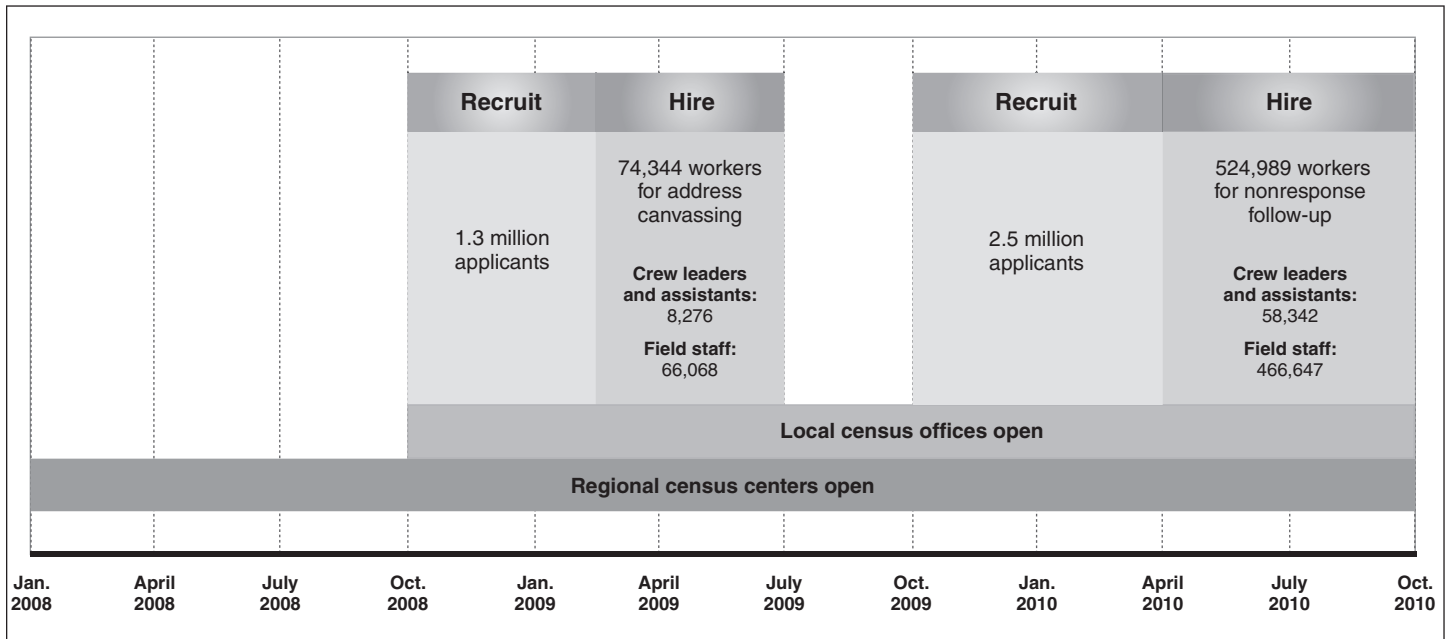 Recruit
Hire
Recruit
Hire
1.3 million
applicants
74,344 workers
for address
canvassing
Crew leaders
and assistants:
8,276
Field staff:
66,068
2.5 million
applicants
524,989 workers
for nonresponse
follow-up
Crew leaders
and assistants:
58,342
Field staff:
466,647
Local census offices open
Regional census centers open
Jan.
2008
April
2008
July
2008
Oct.
2008
Jan.
2009
April
2009
July
2009
Oct.
2009
Jan.
2010
April
2010
July
2010
Oct.
2010